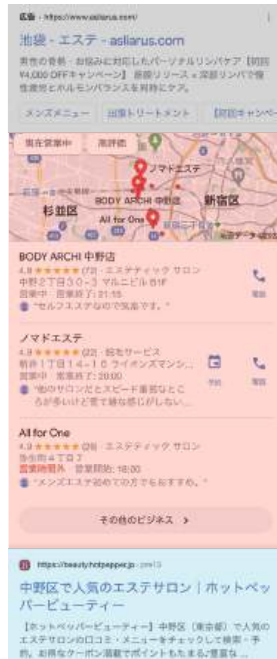 広告・https://www.asliarus.com/
池袋 - エステ - asliarus.com
男性の骨格・お悩みに対応したパーソナルリンパケア【初回
¥4,000 OFFキャンペーン】筋膜リリース×深部リンパで慢
性疲労とホルモンバランスを同時にケア。
メンズメニュー 出張トリートメント 【初回キャンペ
現在営業中 高評価
ノマドエステ
BODY ARCHI 中野店
杉並区 新宿区
All for One
BODY ARCHI 中野店
4.8 ★★★★★ (72)・エステティック サロン
中野2丁目30-3 マルニビル B1F
営業中・営業終了: 21:15
"セルフエステなので気楽です。"
電話
ノマドエステ
4.9 ★★★★★ (22)・脱毛サービス
1丁目14-10 ライオンズマンシ...
営業中・営業終了: 20:00
"他のサロンだとスピード重視なとこ
ろが多いけど雑な感じがしない...
予約 電話
All for One
4.9 ★★★★★ (26)・エステティック サロン
弥生町4丁目7
営業時間外・営業開始: 18:00
"メンズエステ初めての方でもおすすめ。"
その他のビジネス >
https://beauty.hotpepper.jp
中野区で人気のエステサロン｜ホットペッ
パービューティー
【ホットペッパービューティー】中野区（東京都）で人気の
エステサロンの口コミ・メニューをチェックして検索・予
約。お得なクーポン満載でポイントもたまる♪豊富な ...